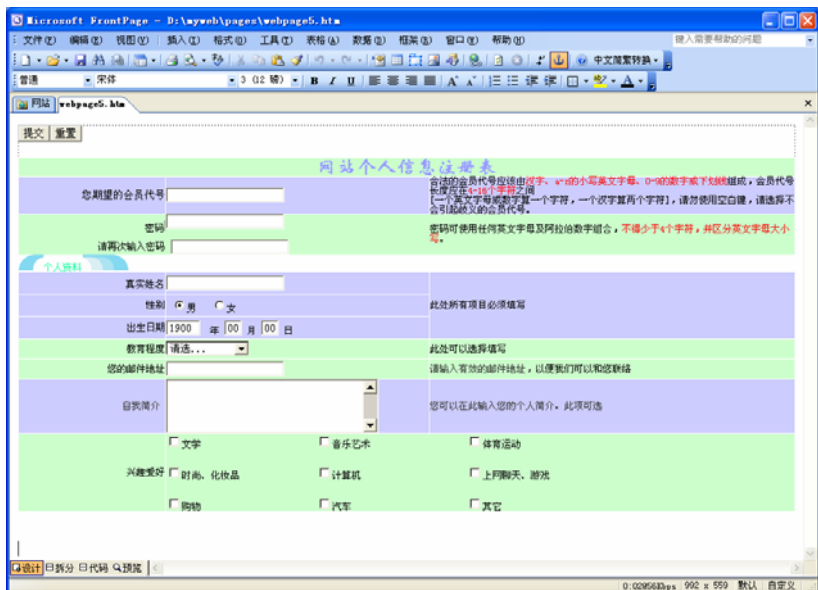 Microsoft FrontPage - D:\myweb\pages\webpage5.htm
文件(F) 编辑(E) 视图(V) 插入(I) 格式(O) 工具(T) 表格(A) 数据(D) 框架(R) 窗口(W) 帮助(H) 键入需要帮助的问题
中文简繁转换
普通 宋体 3 (12 磅) B I U
网站 webpage5.htm
提交 重置
网站个人信息注册表
合法的会员代号应该由汉字、a-z的小写英文字母、0-9的数字或下划线组成,会员代号
您期望的会员代号 长度应在4-16个字符之间
[一个英文字母或数字算一个字符,一个汉字算两个字符],请勿使用空白键,请选择不
会引起歧义的会员代号。
密码 密码可使用任何英文字母及阿拉伯数字组合,不得少于4个字符,并区分英文字母大小
写。
请再次输入密码
个人资料
真实姓名
性别 男 女 此处所有项目必须填写
出生日期 1900 年 00 月 00 日
教育程度 请选... 此处可以选择填写
您的邮件地址 请输入有效的邮件地址,以便我们可以和您联络
自我简介 您可以在此输入您的个人简介。此项可选
文学 音乐艺术 体育运动
兴趣爱好 时尚、化妆品 计算机 上网聊天、游戏
购物 汽车 其它
设计 拆分 代码 预览
992 x 559 默认 自定义